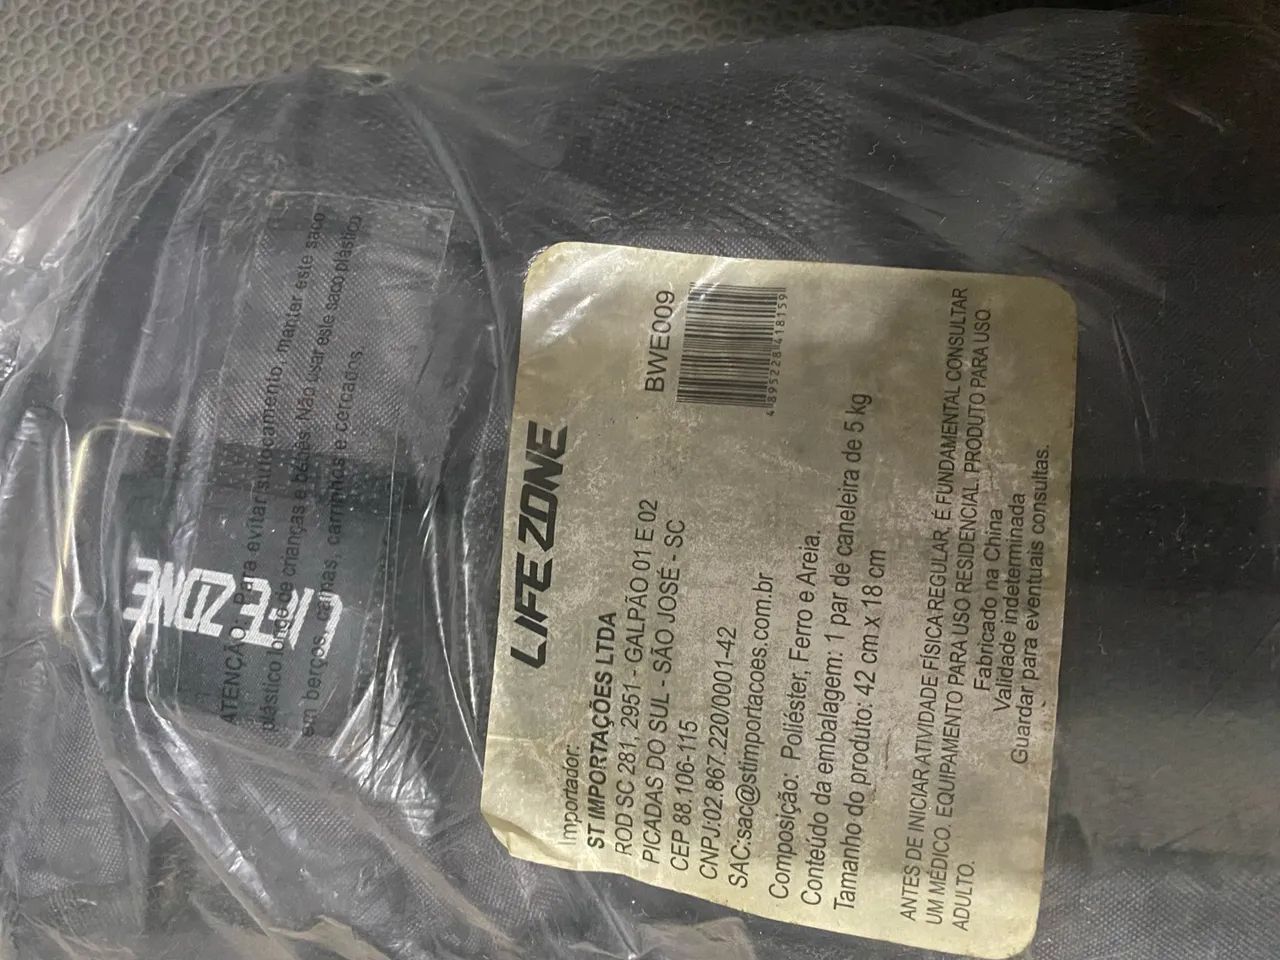 LIFE ZONE
ATENÇÃO: Para evitar sufocamento, manter este saco
plástico longe de crianças e bebês. Não usar este saco plástico
em berços, camas, carrinhos e cercados.
LIFE ZONE
Importador:
ST IMPORTAÇÕES LTDA
ROD SC 281, 2951 - GALPÃO 01 E 02
PICADAS DO SUL - SÃO JOSÉ - SC
CEP 88.106-115
CNPJ:02.867.220/0001-42
SAC:sac@stimportacoes.com.br
BWE009
4 895228 418159
Composição: Poliéster, Ferro e Areia.
Conteúdo da embalagem: 1 par de caneleira de 5 kg
Tamanho do produto: 42 cm x 18 cm
ANTES DE INICIAR ATIVIDADE FÍSICA REGULAR, É FUNDAMENTAL CONSULTAR
UM MÉDICO. EQUIPAMENTO PARA USO RESIDENCIAL. PRODUTO PARA USO
ADULTO.
Fabricado na China
Validade indeterminada
Guardar para eventuais consultas.